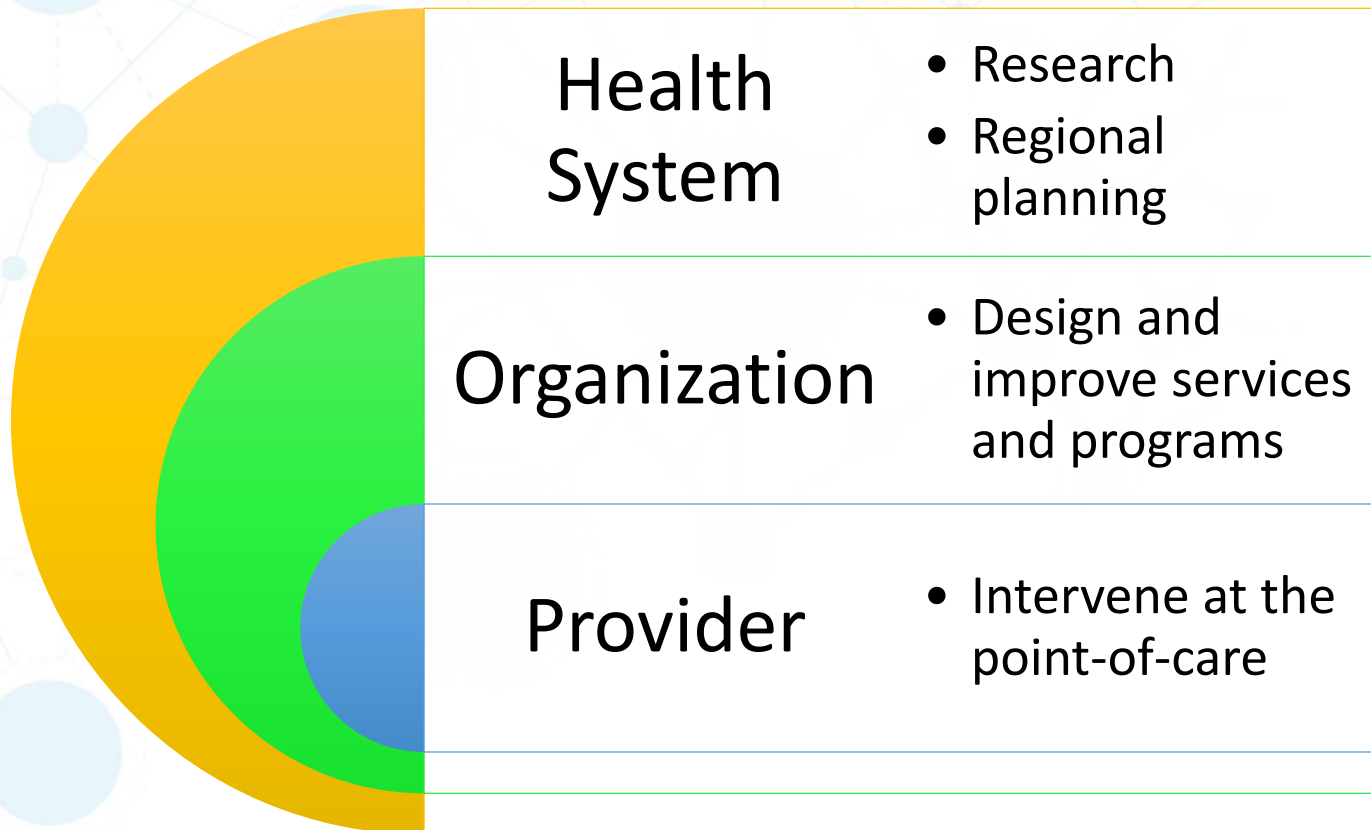 Health
System
• Research
• Regional
planning
Organization
• Design and
improve services
and programs
Provider
• Intervene at the
point-of-care